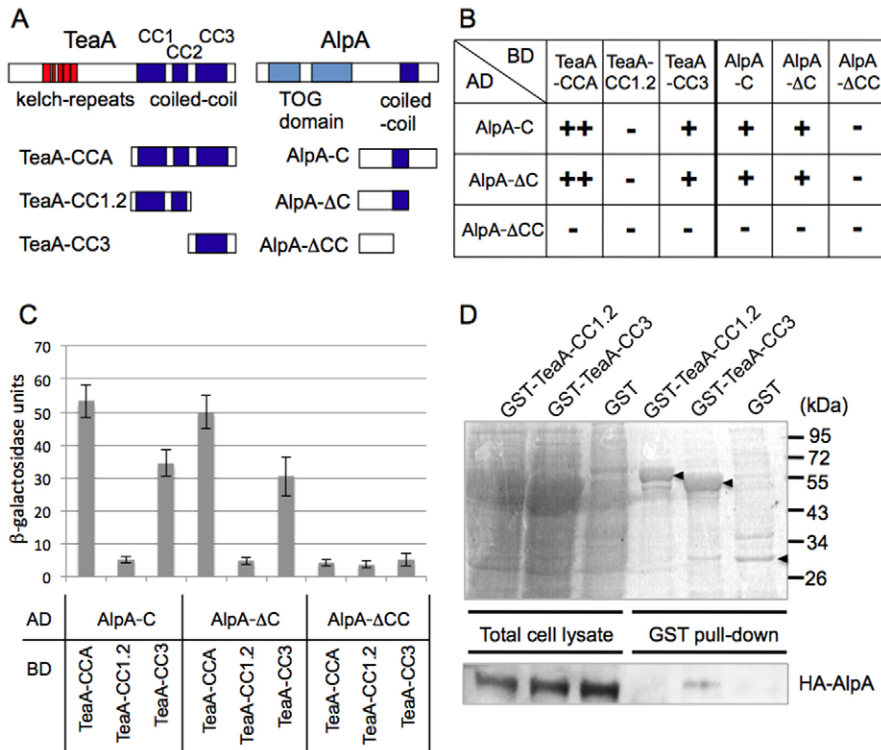 A
TeaA
CC1
CC2
CC3
AlpA
kelch-repeats
coiled-coil
TOG
domain
coiled
-coil
TeaA-CCA
AlpA-C
TeaA-CC1.2
AlpA-ΔC
TeaA-CC3
AlpA-ΔCC
B
BD
AD
TeaA
-CCA
TeaA-
CC1.2
TeaA
-CC3
AlpA
-C
AlpA
-ΔC
AlpA
-ΔCC
AlpA-C ++ - + + + -
AlpA-ΔC ++ - + + + -
AlpA-ΔCC - - - - - -
C
β-galactosidase units
70
60
50
40
30
20
10
0
AD AlpA-C AlpA-ΔC AlpA-ΔCC
BD
TeaA-CCA
TeaA-CC1.2
TeaA-CC3
TeaA-CCA
TeaA-CC1.2
TeaA-CC3
TeaA-CCA
TeaA-CC1.2
TeaA-CC3
D
GST-TeaA-CC1.2
GST-TeaA-CC3
GST
GST-TeaA-CC1.2
GST-TeaA-CC3
GST
(kDa)
95
72
55
43
34
26
Total cell lysate
GST pull-down
HA-AlpA